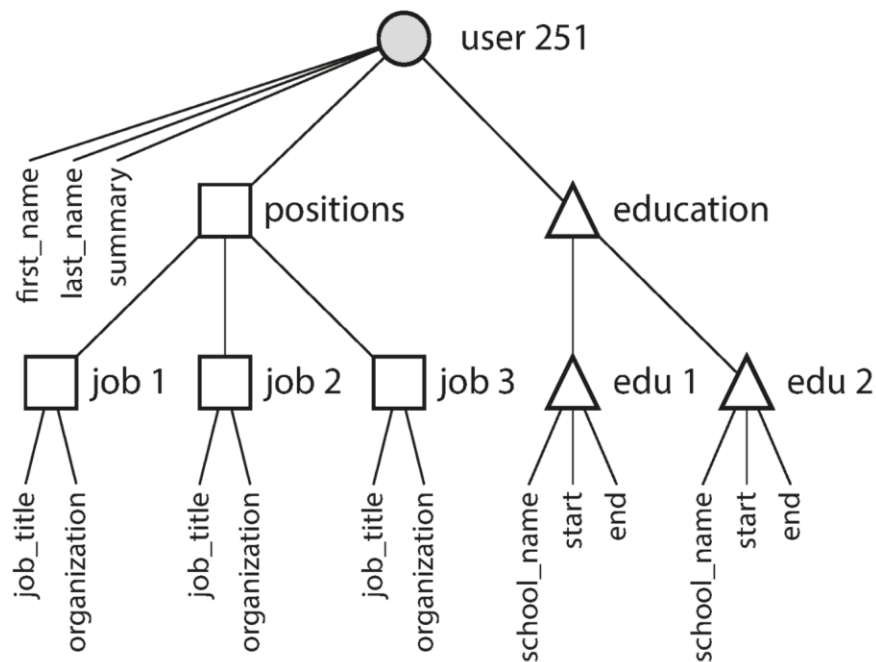 user 251
first_name
last_name
summary
positions
education
job 1
job 2
job 3
edu 1
edu 2
job_title
organization
job_title
organization
job_title
organization
school_name
start
end
school_name
start
end